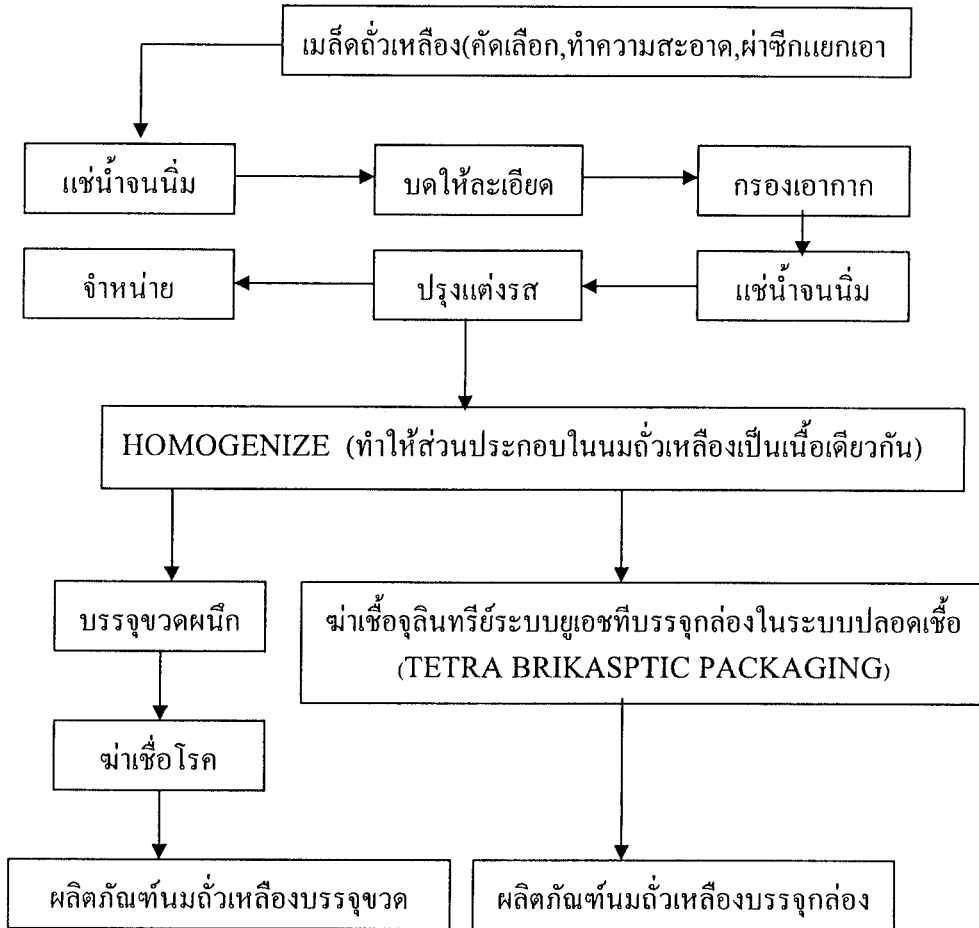 เมล็ดถั่วเหลือง(คัดเลือก,ทำความสะอาด,ผ่าซีกแยกเอา
แช่น้ำจนนิ่ม
บดให้ละเอียด
กรองเอากาก
จำหน่าย
ปรุงแต่งรส
แช่น้ำจนนิ่ม
HOMOGENIZE (ทำให้ส่วนประกอบในนมถั่วเหลืองเป็นเนื้อเดียวกัน)
บรรจุขวดผนึก
ฆ่าเชื้อจุลินทรีย์ระบบยูเอชทีบรรจุกล่องในระบบปลอดเชื้อ
(TETRA BRIKASPTIC PACKAGING)
ฆ่าเชื่อโรค
ผลิตภัณฑ์นมถั่วเหลืองบรรจุขวด
ผลิตภัณฑ์นมถั่วเหลืองบรรจุกล่อง